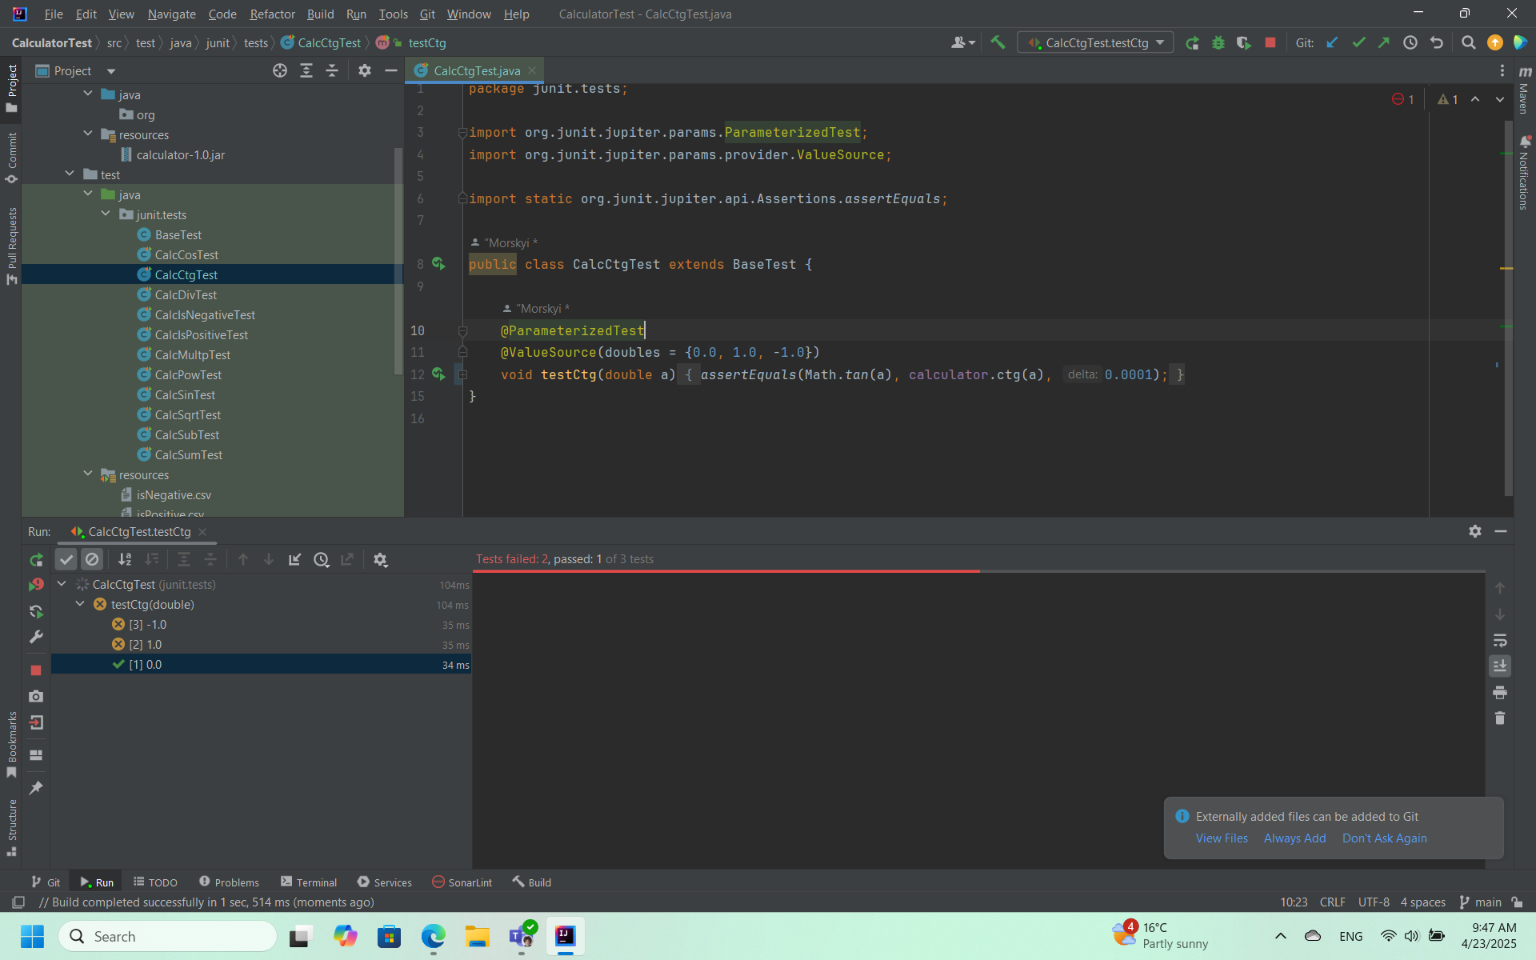 File Edit View Navigate Code Refactor Build Run Tools Git Window Help CalculatorTest - CalcCtgTest.java
CalculatorTest src test java junit tests CalcCtgTest testCtg CalcCtgTest.testCtg Git:
Project
CalcCtgTest.java
java
org
resources
calculator-1.0.jar
test
java
junit.tests
BaseTest
CalcCosTest
CalcCtgTest
CalcDivTest
CalcIsNegativeTest
CalcIsPositiveTest
CalcMultpTest
CalcPowTest
CalcSinTest
CalcSqrtTest
CalcSubTest
CalcSumTest
resources
isNegative.csv
isPositive.csv
1 package junit.tests;
2
3 import org.junit.jupiter.params.ParameterizedTest;
4 import org.junit.jupiter.params.provider.ValueSource;
5
6 import static org.junit.jupiter.api.Assertions.assertEquals;
7
"Morskyi *
8 public class CalcCtgTest extends BaseTest {
9
"Morskyi *
10 @ParameterizedTest
11 @ValueSource(doubles = {0.0, 1.0, -1.0})
12 void testCtg(double a) { assertEquals(Math.tan(a), calculator.ctg(a), delta: 0.0001); }
15 }
16
1 1
Project
Commit
Pull Requests
Bookmarks
Structure
m
Maven
Notifications
Run: CalcCtgTest.testCtg
Tests failed: 2, passed: 1 of 3 tests
CalcCtgTest (junit.tests) 104ms
testCtg(double) 104 ms
[3] -1.0 35 ms
[2] 1.0 35 ms
[1] 0.0 34 ms
Externally added files can be added to Git
View Files Always Add Don't Ask Again
Git Run TODO Problems Terminal Services SonarLint Build
// Build completed successfully in 1 sec, 514 ms (moments ago) 10:23 CRLF UTF-8 4 spaces main
Search
4
16°C
Partly sunny
ENG
9:47 AM
4/23/2025